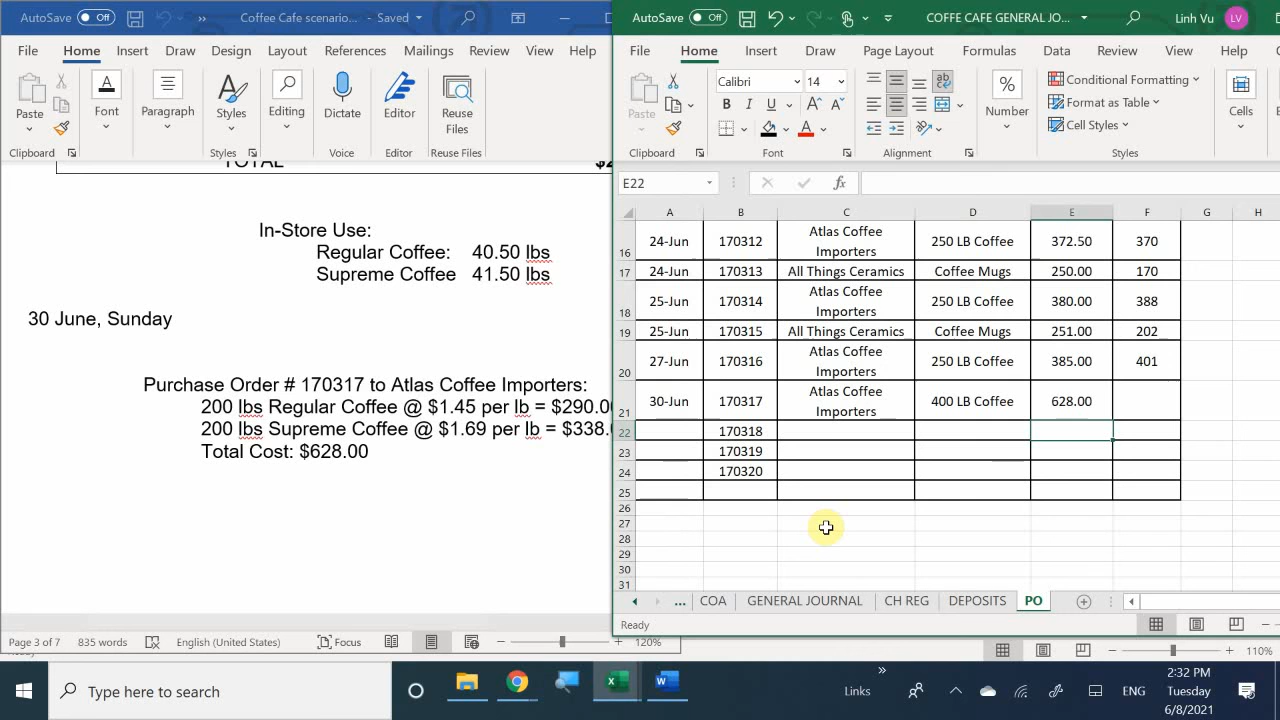 AutoSave Off Coffee Cafe scenario... - Saved
File Home Insert Draw Design Layout References Mailings Review View Help
Paste Font Paragraph Styles Editing Dictate Editor Reuse Files
Clipboard Styles Voice Editor Reuse Files
TOTAL
In-Store Use:
Regular Coffee: 40.50 lbs
Supreme Coffee 41.50 lbs
30 June, Sunday
Purchase Order # 170317 to Atlas Coffee Importers:
200 lbs Regular Coffee @ $1.45 per lb = $290.0
200 lbs Supreme Coffee @ $1.69 per lb = $338.
Total Cost: $628.00
Page 3 of 7 835 words English (United States) Focus 120%
AutoSave Off COFFE CAFE GENERAL JO... Linh Vu LV
File Home Insert Draw Page Layout Formulas Data Review View Help
Paste Calibri 14 B I U A A A ab c % Number Conditional Formatting Format as Table Cell Styles Cells
Clipboard Font Alignment Styles
E22 fx
A B C D E F G H
16 24-Jun 170312 Atlas Coffee Importers 250 LB Coffee 372.50 370
17 24-Jun 170313 All Things Ceramics Coffee Mugs 250.00 170
18 25-Jun 170314 Atlas Coffee Importers 250 LB Coffee 380.00 388
19 25-Jun 170315 All Things Ceramics Coffee Mugs 251.00 202
20 27-Jun 170316 Atlas Coffee Importers 250 LB Coffee 385.00 401
21 30-Jun 170317 Atlas Coffee Importers 400 LB Coffee 628.00
22 170318
23 170319
24 170320
25
26
27
28
29
30
31
... COA GENERAL JOURNAL CH REG DEPOSITS PO
Ready
110%
Type here to search
Links ENG
2:32 PM
Tuesday
6/8/2021